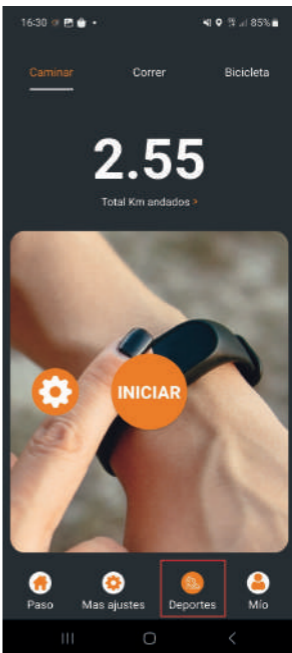 16:30
85%
Caminar Correr Bicicleta
2.55
Total Km andados >
INICIAR
Paso Mas ajustes Deportes Mío